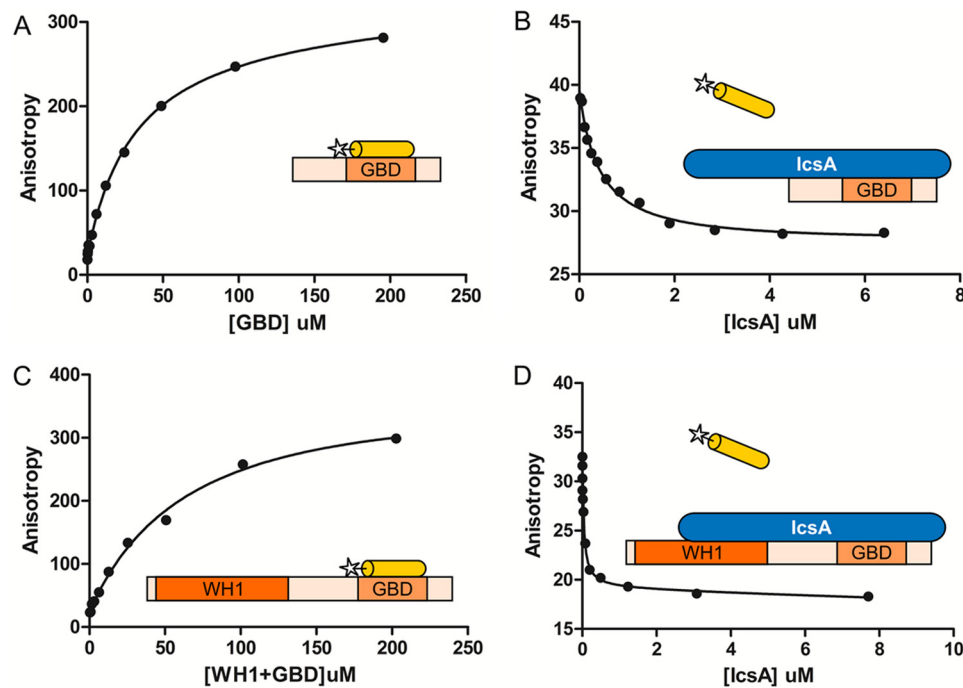 A
300
200
100
0
Anisotropy
GBD
0 50 100 150 200 250
[GBD] uM
B
45
40
35
30
25
Anisotropy
IcsA
GBD
0 2 4 6 8
[IcsA] uM
C
400
300
200
100
0
Anisotropy
WH1 GBD
0 50 100 150 200 250
[WH1+GBD]uM
D
40
35
30
25
20
15
Anisotropy
IcsA
WH1 GBD
0 2 4 6 8 10
[IcsA] uM